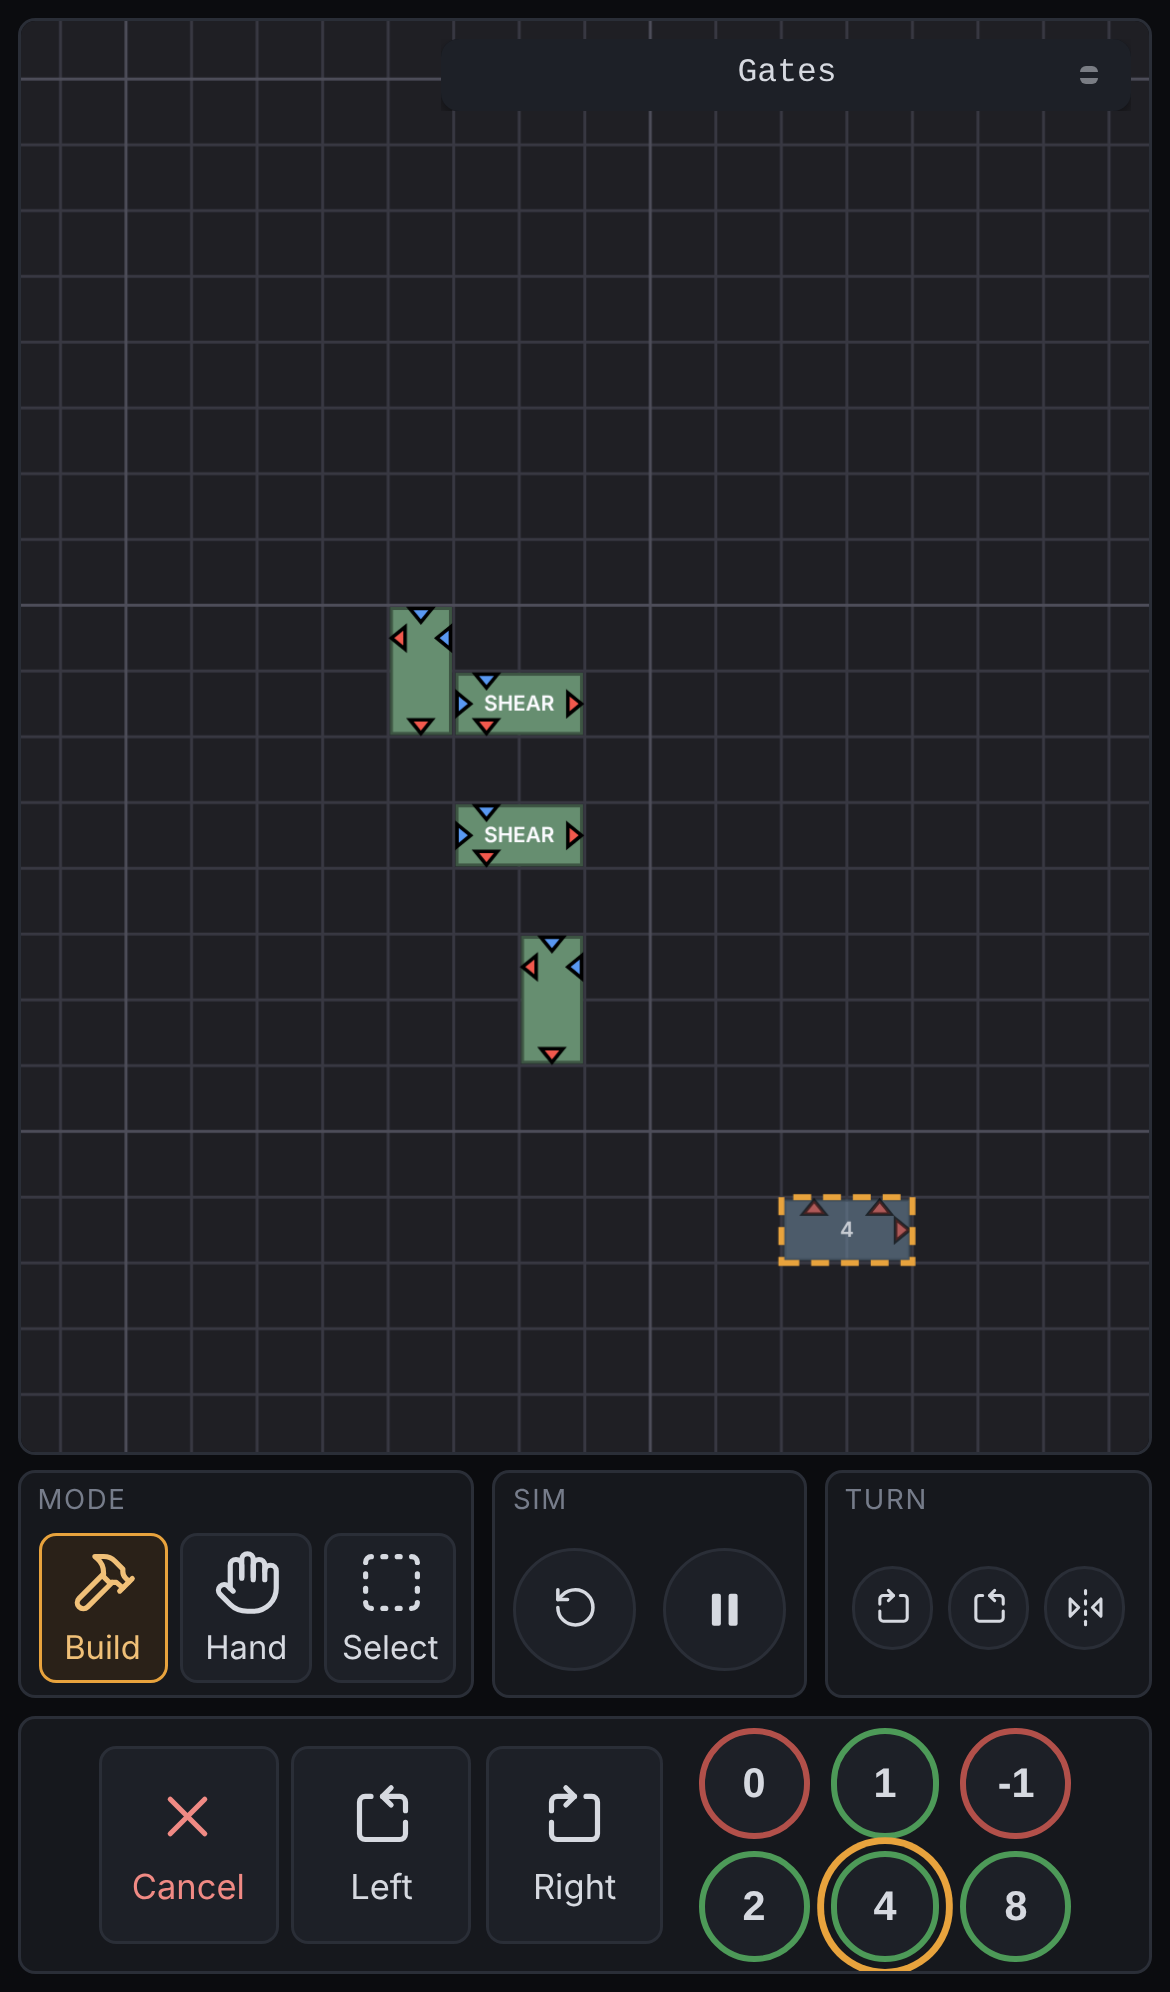 Gates
SHEAR
SHEAR
4
MODE
SIM
TURN
Build
Hand
Select
Cancel
Left
Right
0
1
-1
2
4
8